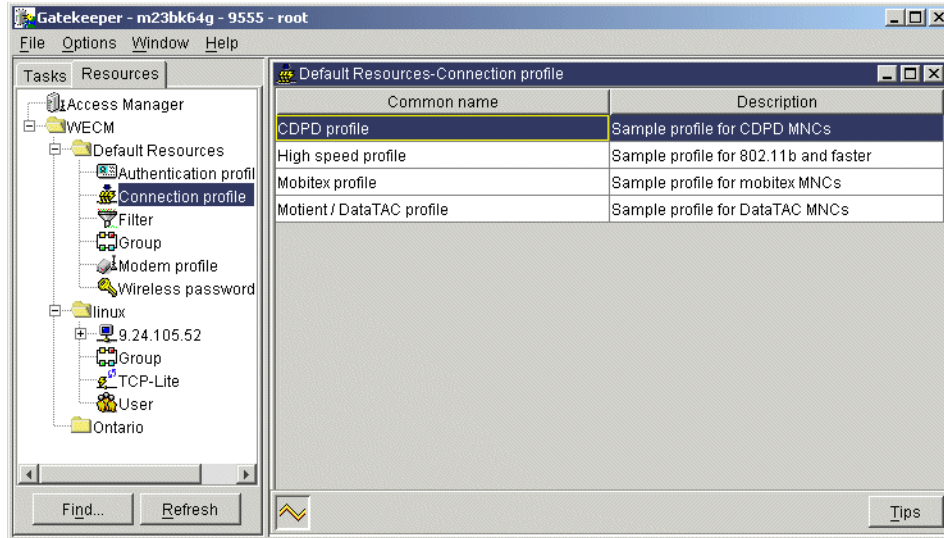 Gatekeeper - m23bk64g - 9555 - root
File Options Window Help
Tasks Resources
Access Manager
WECM
Default Resources
Authentication profil
Connection profile
Filter
Group
Modem profile
Wireless password
linux
9.24.105.52
Group
TCP-Lite
User
Ontario
Find... Refresh
Default Resources-Connection profile
Common name Description
CDPD profile Sample profile for CDPD MNCs
High speed profile Sample profile for 802.11b and faster
Mobitex profile Sample profile for mobitex MNCs
Motient / DataTAC profile Sample profile for DataTAC MNCs
Tips